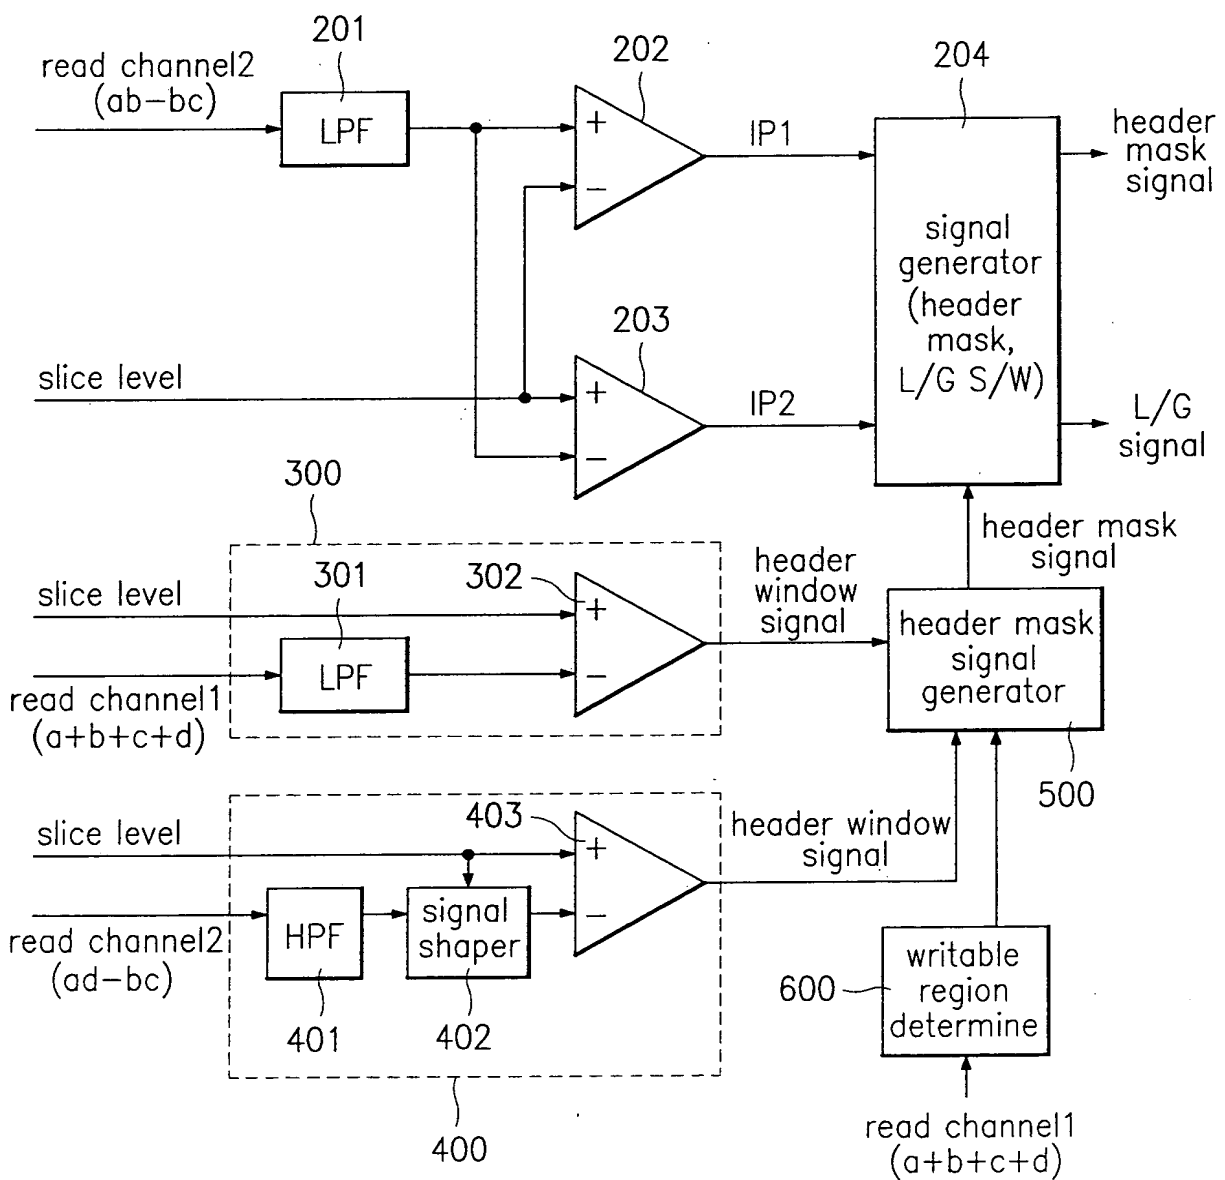 201
202
204
read channel2
(ab-bc)
LPF
+
-
IP1
header
mask
signal
signal
generator
(header
mask,
L/G S/W)
203
slice level
+
-
IP2
L/G
signal
300
header mask
signal
301
302
slice level
LPF
+
-
header
window
signal
header mask
signal
generator
read channel1
(a+b+c+d)
500
slice level
403
+
-
header window
signal
HPF
signal
shaper
read channel2
(ad-bc)
401
402
400
600
writable
region
determine
read channel1
(a+b+c+d)